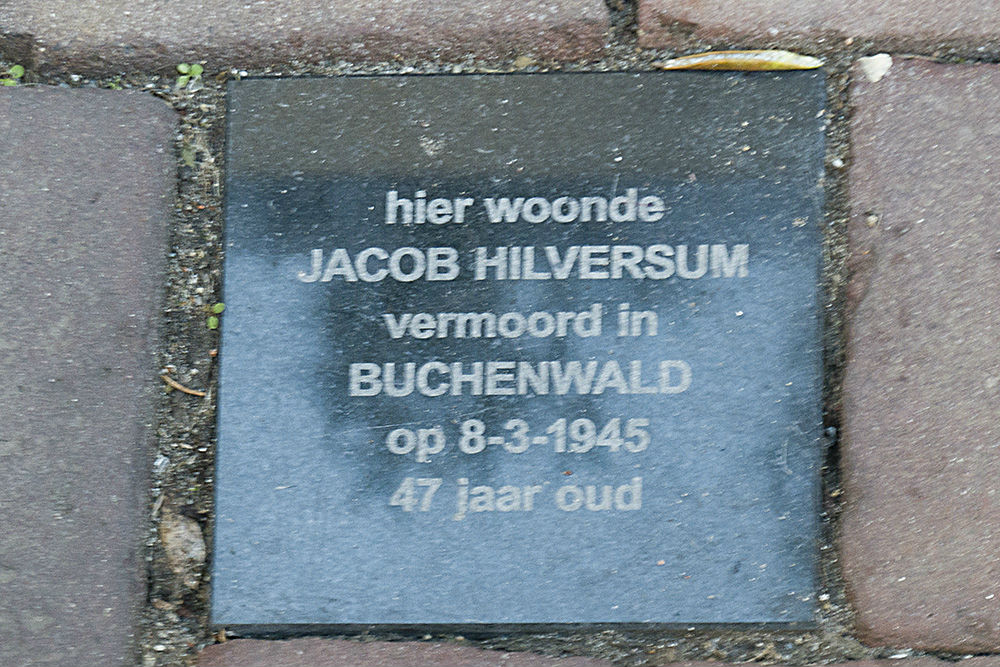 hier woonde
JACOB HILVERSUM
vermoord in
BUCHENWALD
op 8-3-1945
47 jaar oud